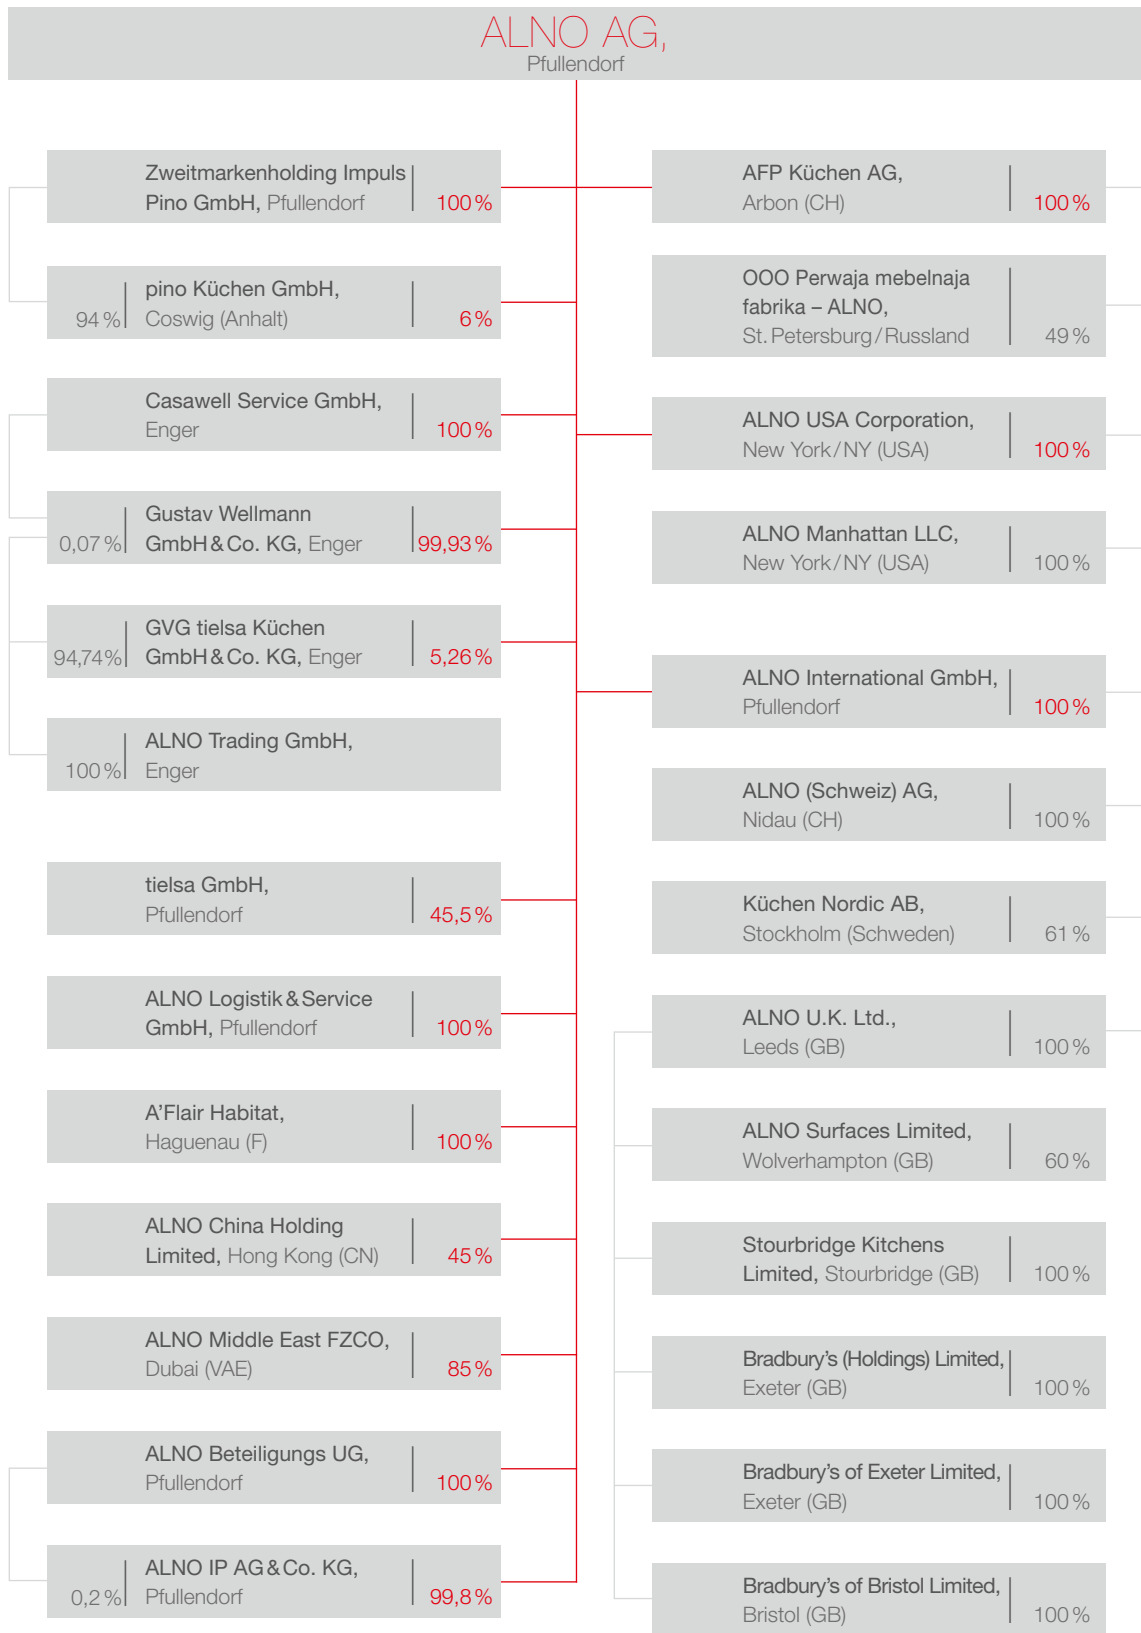 ALNO AG,
Pfullendorf
Zweitmarkenholding Impuls
Pino GmbH, Pfullendorf 100 %
pino Küchen GmbH,
94 % Coswig (Anhalt) 6 %
Casawell Service GmbH,
Enger 100 %
Gustav Wellmann
0,07 % GmbH & Co. KG, Enger 99,93 %
GVG tielsa Küchen
94,74 % GmbH & Co. KG, Enger 5,26 %
ALNO Trading GmbH,
100 % Enger
tielsa GmbH,
Pfullendorf 45,5 %
ALNO Logistik & Service
GmbH, Pfullendorf 100 %
A’Flair Habitat,
Haguenau (F) 100 %
ALNO China Holding
Limited, Hong Kong (CN) 45 %
ALNO Middle East FZCO,
Dubai (VAE) 85 %
ALNO Beteiligungs UG,
Pfullendorf 100 %
ALNO IP AG & Co. KG,
0,2 % Pfullendorf 99,8 %
AFP Küchen AG,
Arbon (CH) 100 %
OOO Perwaja mebelnaja
fabrika – ALNO,
St. Petersburg / Russland 49 %
ALNO USA Corporation,
New York / NY (USA) 100 %
ALNO Manhattan LLC,
New York / NY (USA) 100 %
ALNO International GmbH,
Pfullendorf 100 %
ALNO (Schweiz) AG,
Nidau (CH) 100 %
Küchen Nordic AB,
Stockholm (Schweden) 61 %
ALNO U.K. Ltd.,
Leeds (GB) 100 %
ALNO Surfaces Limited,
Wolverhampton (GB) 60 %
Stourbridge Kitchens
Limited, Stourbridge (GB) 100 %
Bradbury’s (Holdings) Limited,
Exeter (GB) 100 %
Bradbury’s of Exeter Limited,
Exeter (GB) 100 %
Bradbury’s of Bristol Limited,
Bristol (GB) 100 %